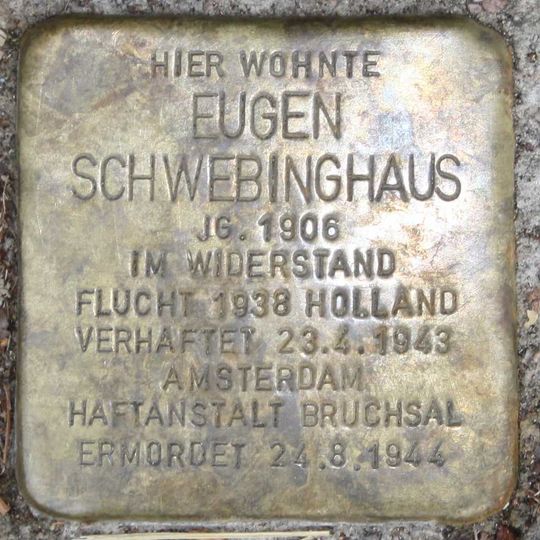 HIER WOHNTE
EUGEN
SCHWEBINGHAUS
JG. 1906
IM WIDERSTAND
FLUCHT 1938 HOLLAND
VERHAFTET 23.4.1943
AMSTERDAM
HAFTANSTALT BRUCHSAL
ERMORDET 24.8.1944